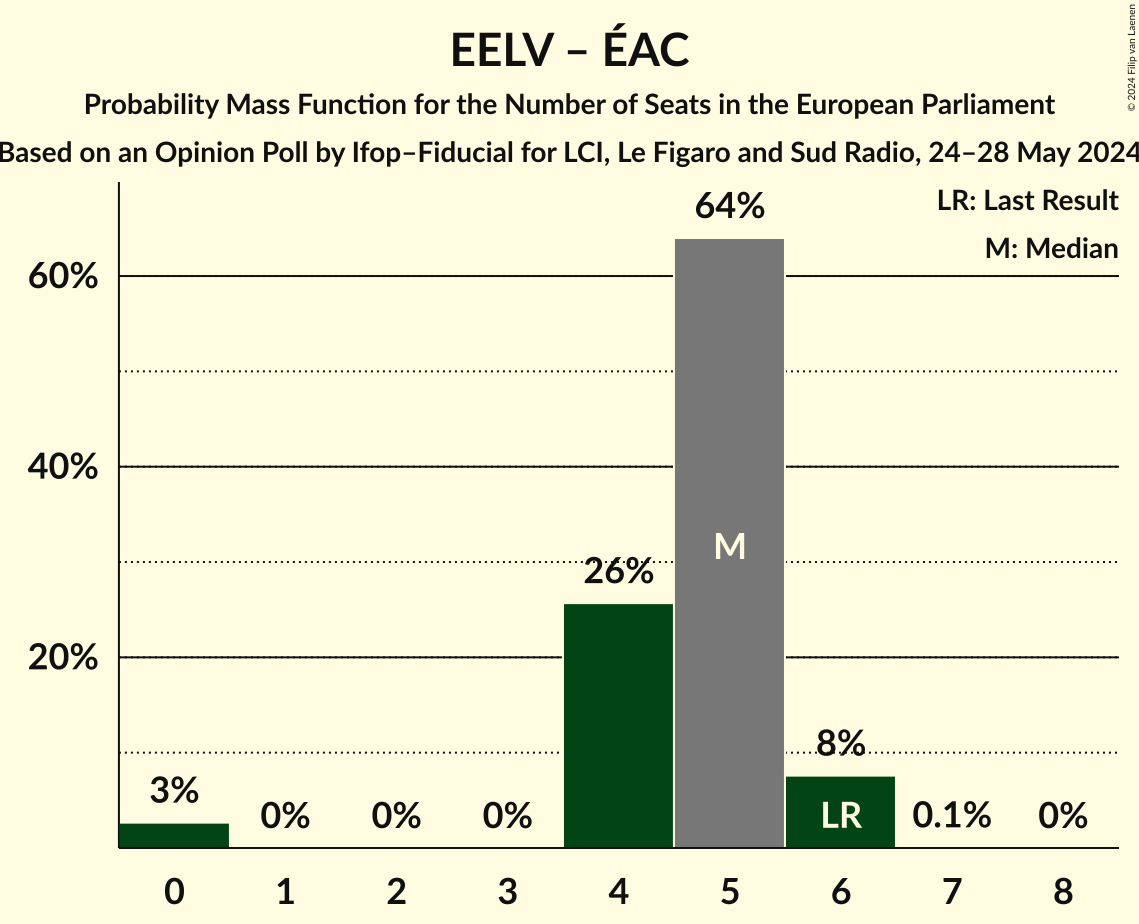 EELV – ÉAC
Probability Mass Function for the Number of Seats in the European Parliament
Based on an Opinion Poll by Ifop–Fiducial for LCI, Le Figaro and Sud Radio, 24–28 May 2024
© 2024 Filip van Laenen
LR: Last Result
M: Median
64%
60%
40%
M
26%
20%
8%
3%
0%
0%
0%
LR
0.1%
0%
0 1 2 3 4 5 6 7 8